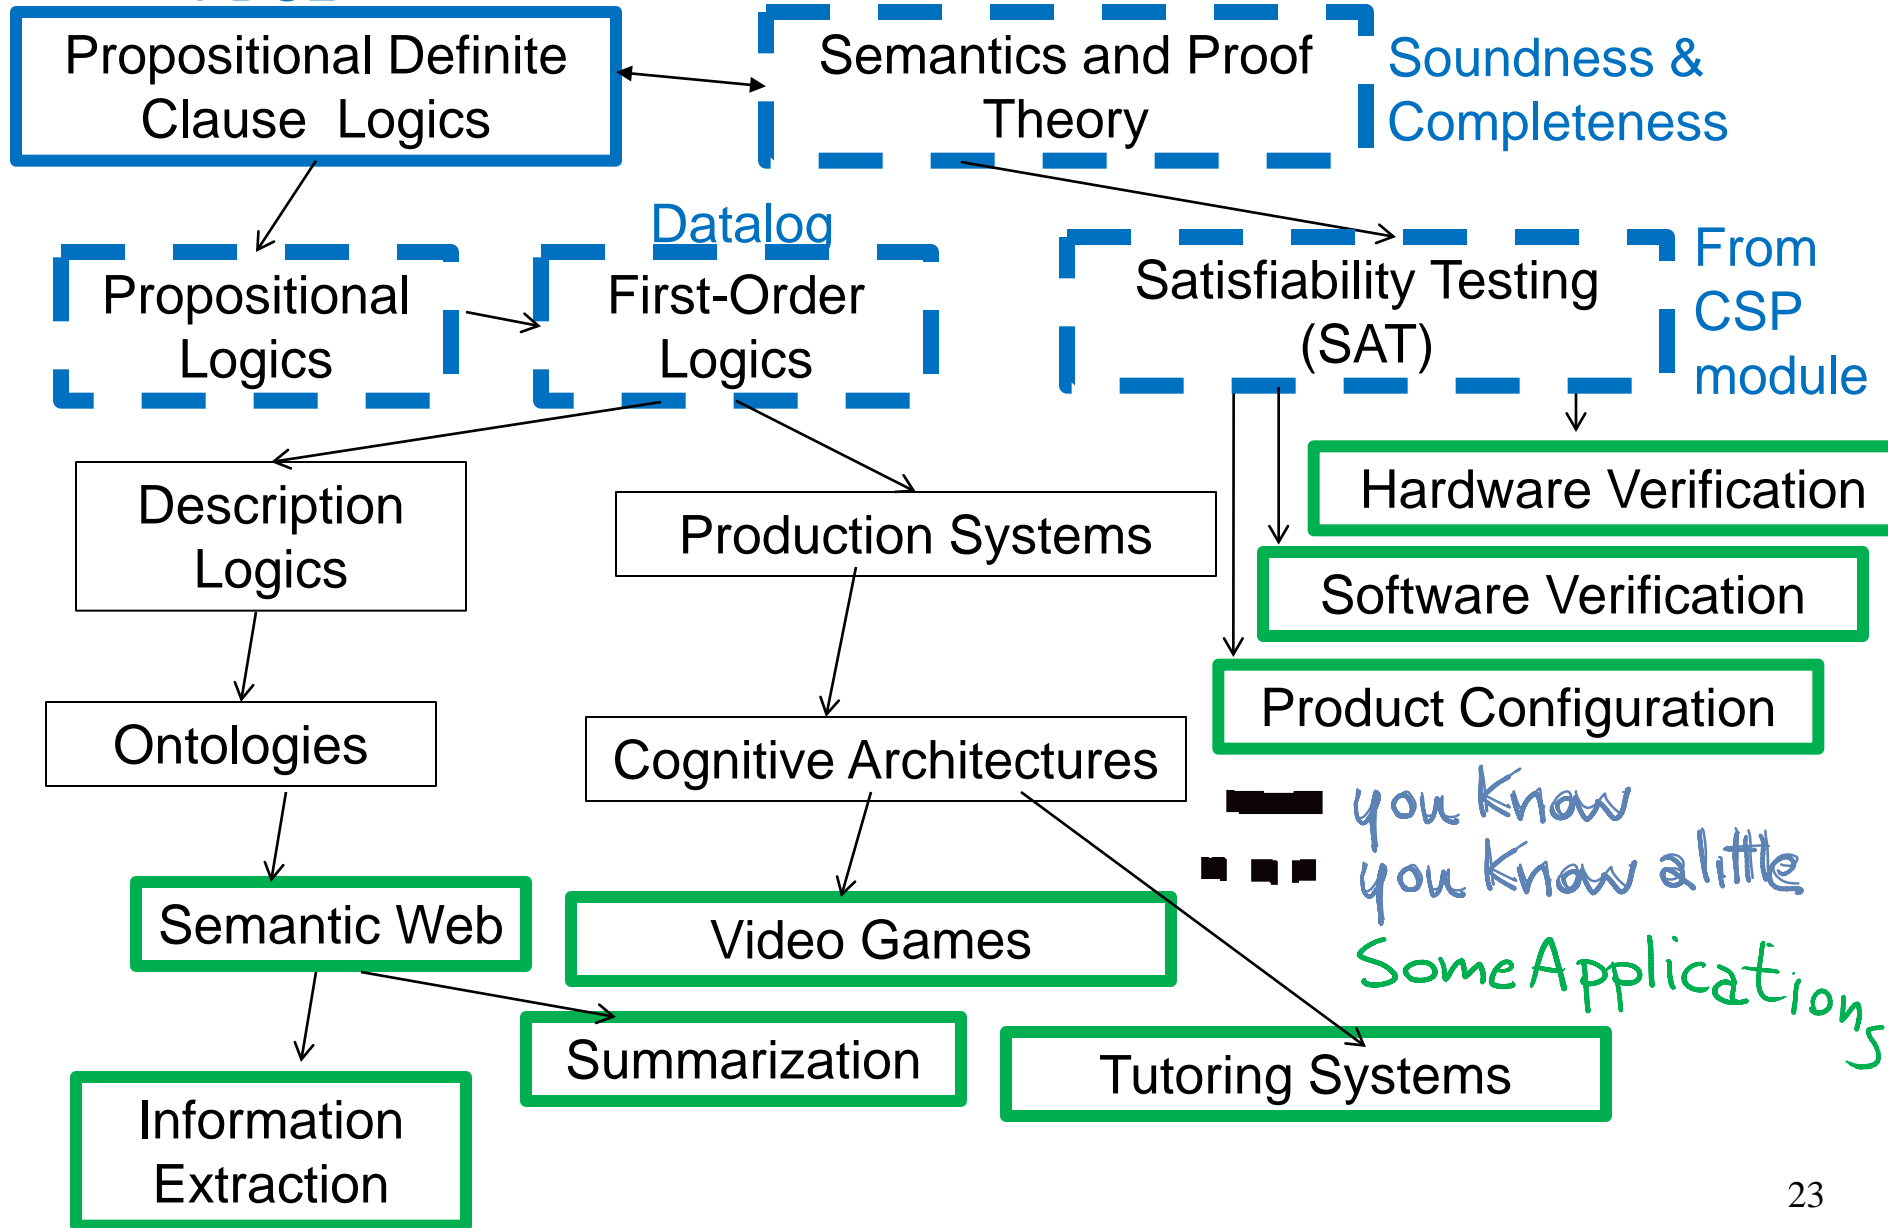 Propositional Definite
Clause Logics
Semantics and Proof
Theory
Soundness &
Completeness
Datalog
Propositional
Logics
First-Order
Logics
Satisfiability Testing
(SAT)
From
CSP
module
Description
Logics
Production Systems
Hardware Verification
Software Verification
Product Configuration
Ontologies
Cognitive Architectures
you Know
you Know a little
Some Applications
Semantic Web
Video Games
Summarization
Tutoring Systems
Information
Extraction
23